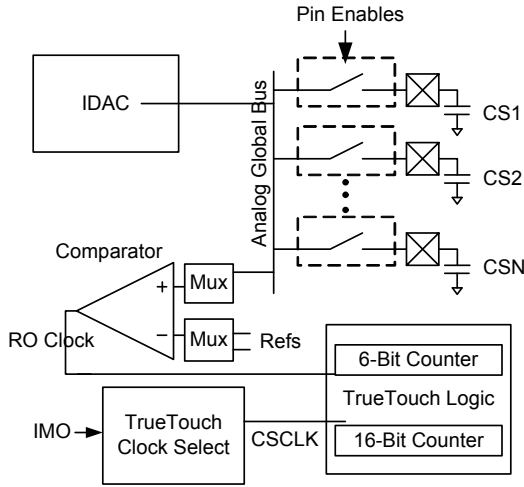 Pin Enables
IDAC
Analog Global Bus
CS1
CS2
CSN
Comparator
+
Mux
−
Mux
Refs
RO Clock
6-Bit Counter
TrueTouch Logic
16-Bit Counter
IMO
TrueTouch
Clock Select
CSCLK